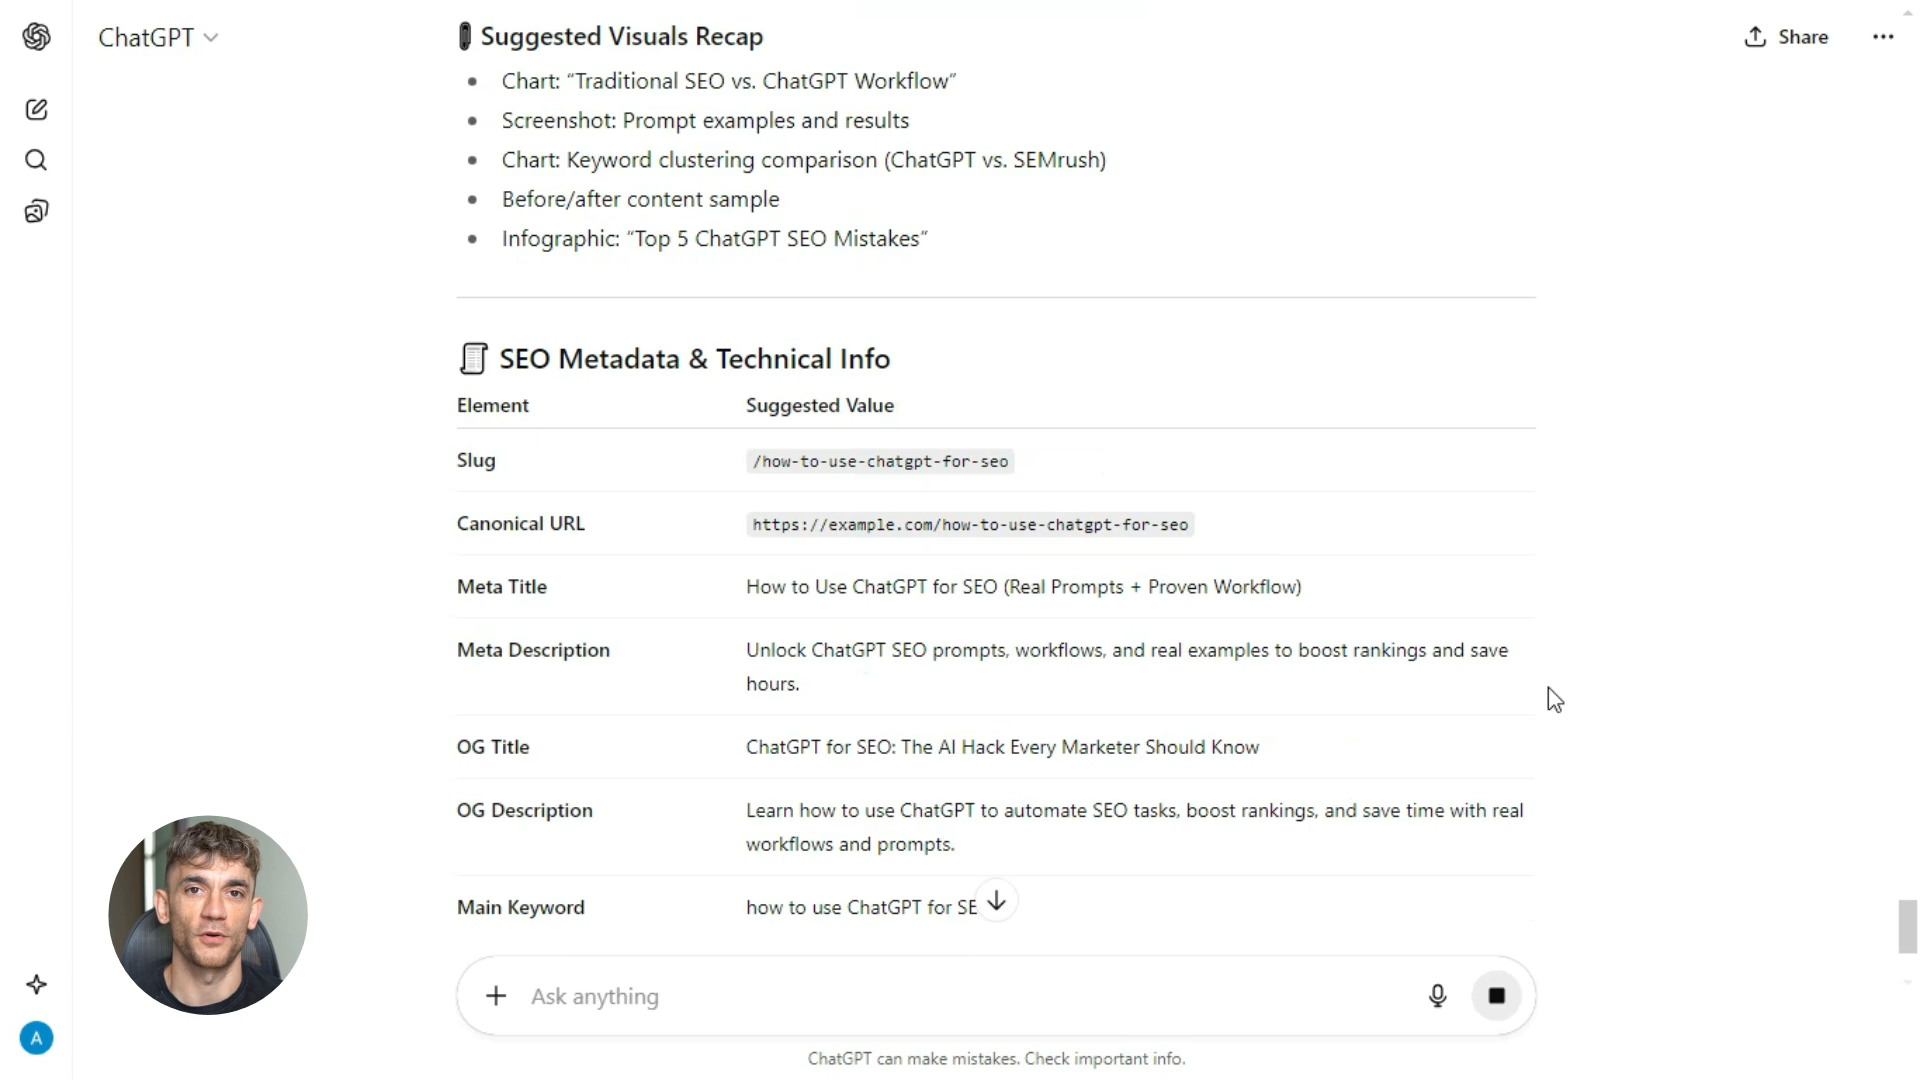 ChatGPT
Suggested Visuals Recap
Share
• Chart: “Traditional SEO vs. ChatGPT Workflow”
• Screenshot: Prompt examples and results
• Chart: Keyword clustering comparison (ChatGPT vs. SEMrush)
• Before/after content sample
• Infographic: “Top 5 ChatGPT SEO Mistakes”
SEO Metadata & Technical Info
Element Suggested Value
Slug /how-to-use-chatgpt-for-seo
Canonical URL https://example.com/how-to-use-chatgpt-for-seo
Meta Title How to Use ChatGPT for SEO (Real Prompts + Proven Workflow)
Meta Description Unlock ChatGPT SEO prompts, workflows, and real examples to boost rankings and save
hours.
OG Title ChatGPT for SEO: The AI Hack Every Marketer Should Know
OG Description Learn how to use ChatGPT to automate SEO tasks, boost rankings, and save time with real
workflows and prompts.
Main Keyword how to use ChatGPT for SE
Ask anything
A
ChatGPT can make mistakes. Check important info.